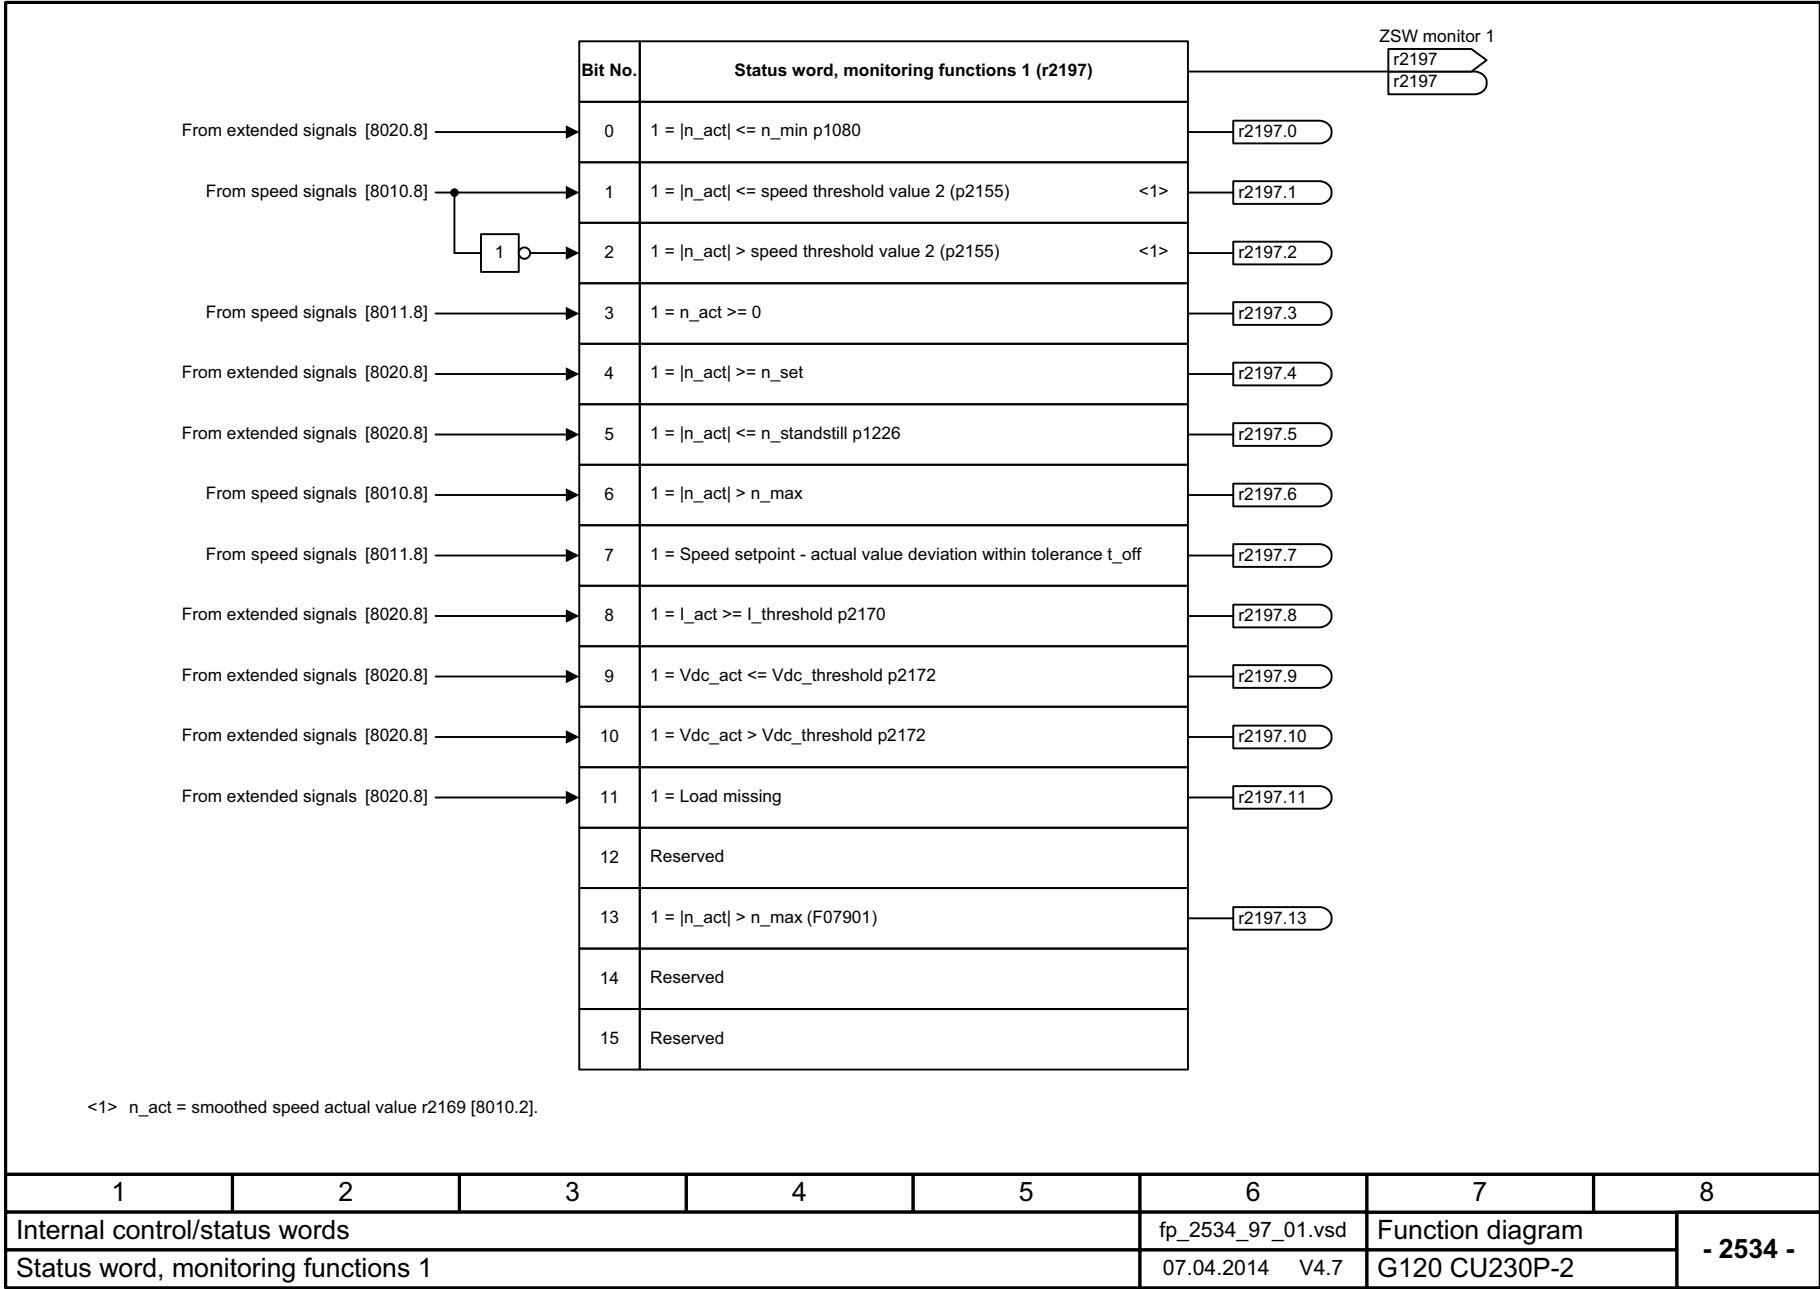 ZSW monitor 1
Bit No. Status word, monitoring functions 1 (r2197) r2197
r2197
From extended signals [8020.8] 0 1 = |n_act| <= n_min p1080 r2197.0
From speed signals [8010.8] 1 1 = |n_act| <= speed threshold value 2 (p2155) <1> r2197.1
1 2 1 = |n_act| > speed threshold value 2 (p2155) <1> r2197.2
From speed signals [8011.8] 3 1 = n_act >= 0 r2197.3
From extended signals [8020.8] 4 1 = |n_act| >= n_set r2197.4
From extended signals [8020.8] 5 1 = |n_act| <= n_standstill p1226 r2197.5
From speed signals [8010.8] 6 1 = |n_act| > n_max r2197.6
From speed signals [8011.8] 7 1 = Speed setpoint - actual value deviation within tolerance t_off r2197.7
From extended signals [8020.8] 8 1 = I_act >= I_threshold p2170 r2197.8
From extended signals [8020.8] 9 1 = Vdc_act <= Vdc_threshold p2172 r2197.9
From extended signals [8020.8] 10 1 = Vdc_act > Vdc_threshold p2172 r2197.10
From extended signals [8020.8] 11 1 = Load missing r2197.11
12 Reserved
13 1 = |n_act| > n_max (F07901) r2197.13
14 Reserved
15 Reserved
<1> n_act = smoothed speed actual value r2169 [8010.2].
1 2 3 4 5 6 7 8
Internal control/status words fp_2534_97_01.vsd Function diagram
- 2534 -
Status word, monitoring functions 1 07.04.2014 V4.7 G120 CU230P-2